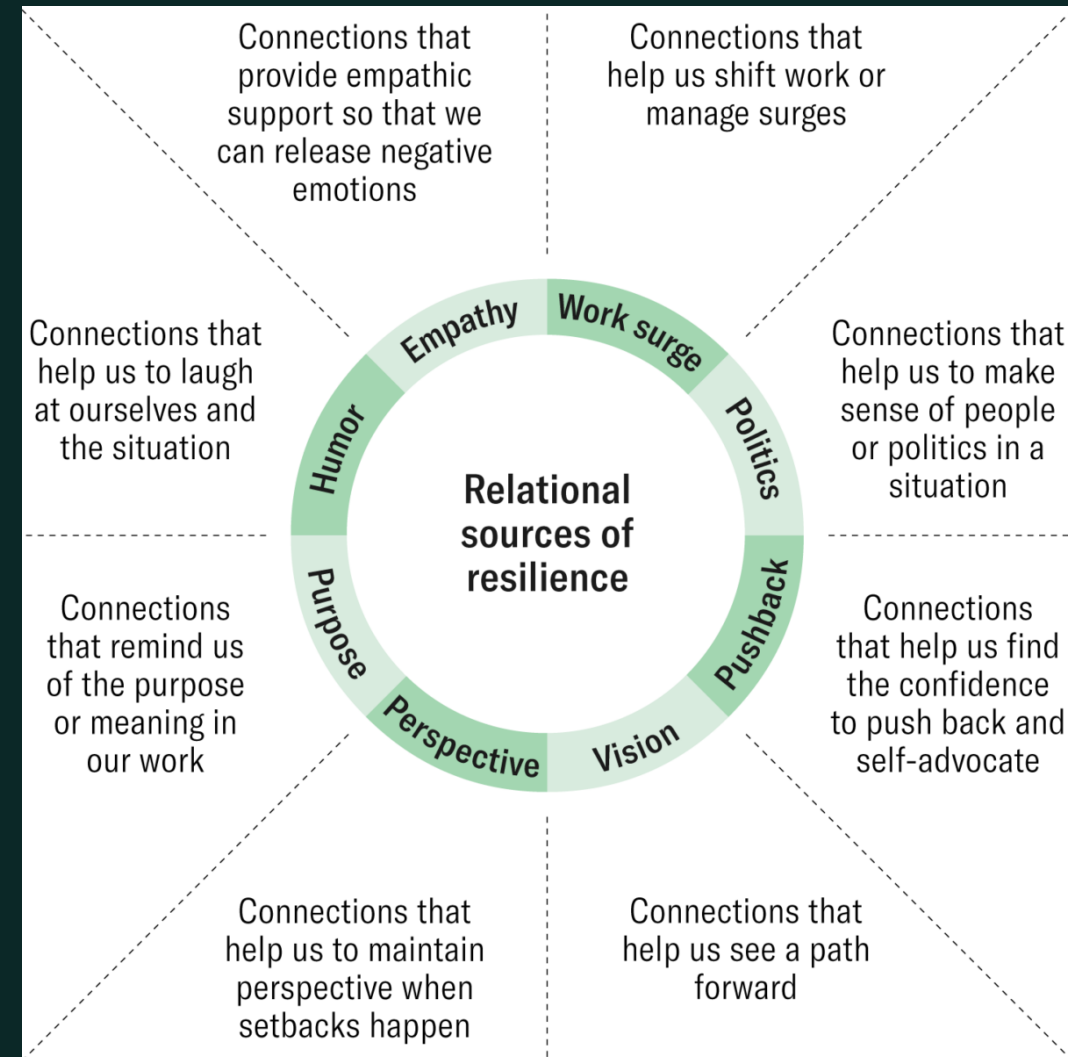 Connections that
provide empathic
support so that we
can release negative
emotions
Connections that
help us shift work or
manage surges
Connections that
help us to laugh
at ourselves and
the situation
Connections that
help us to make
sense of people
or politics in a
situation
Empathy
Work surge
Humor
Politics
Relational
sources of
resilience
Purpose
Pushback
Perspective
Vision
Connections
that remind us
of the purpose
or meaning in
our work
Connections
that help us find
the confidence
to push back and
self-advocate
Connections that
help us to maintain
perspective when
setbacks happen
Connections that
help us see a path
forward